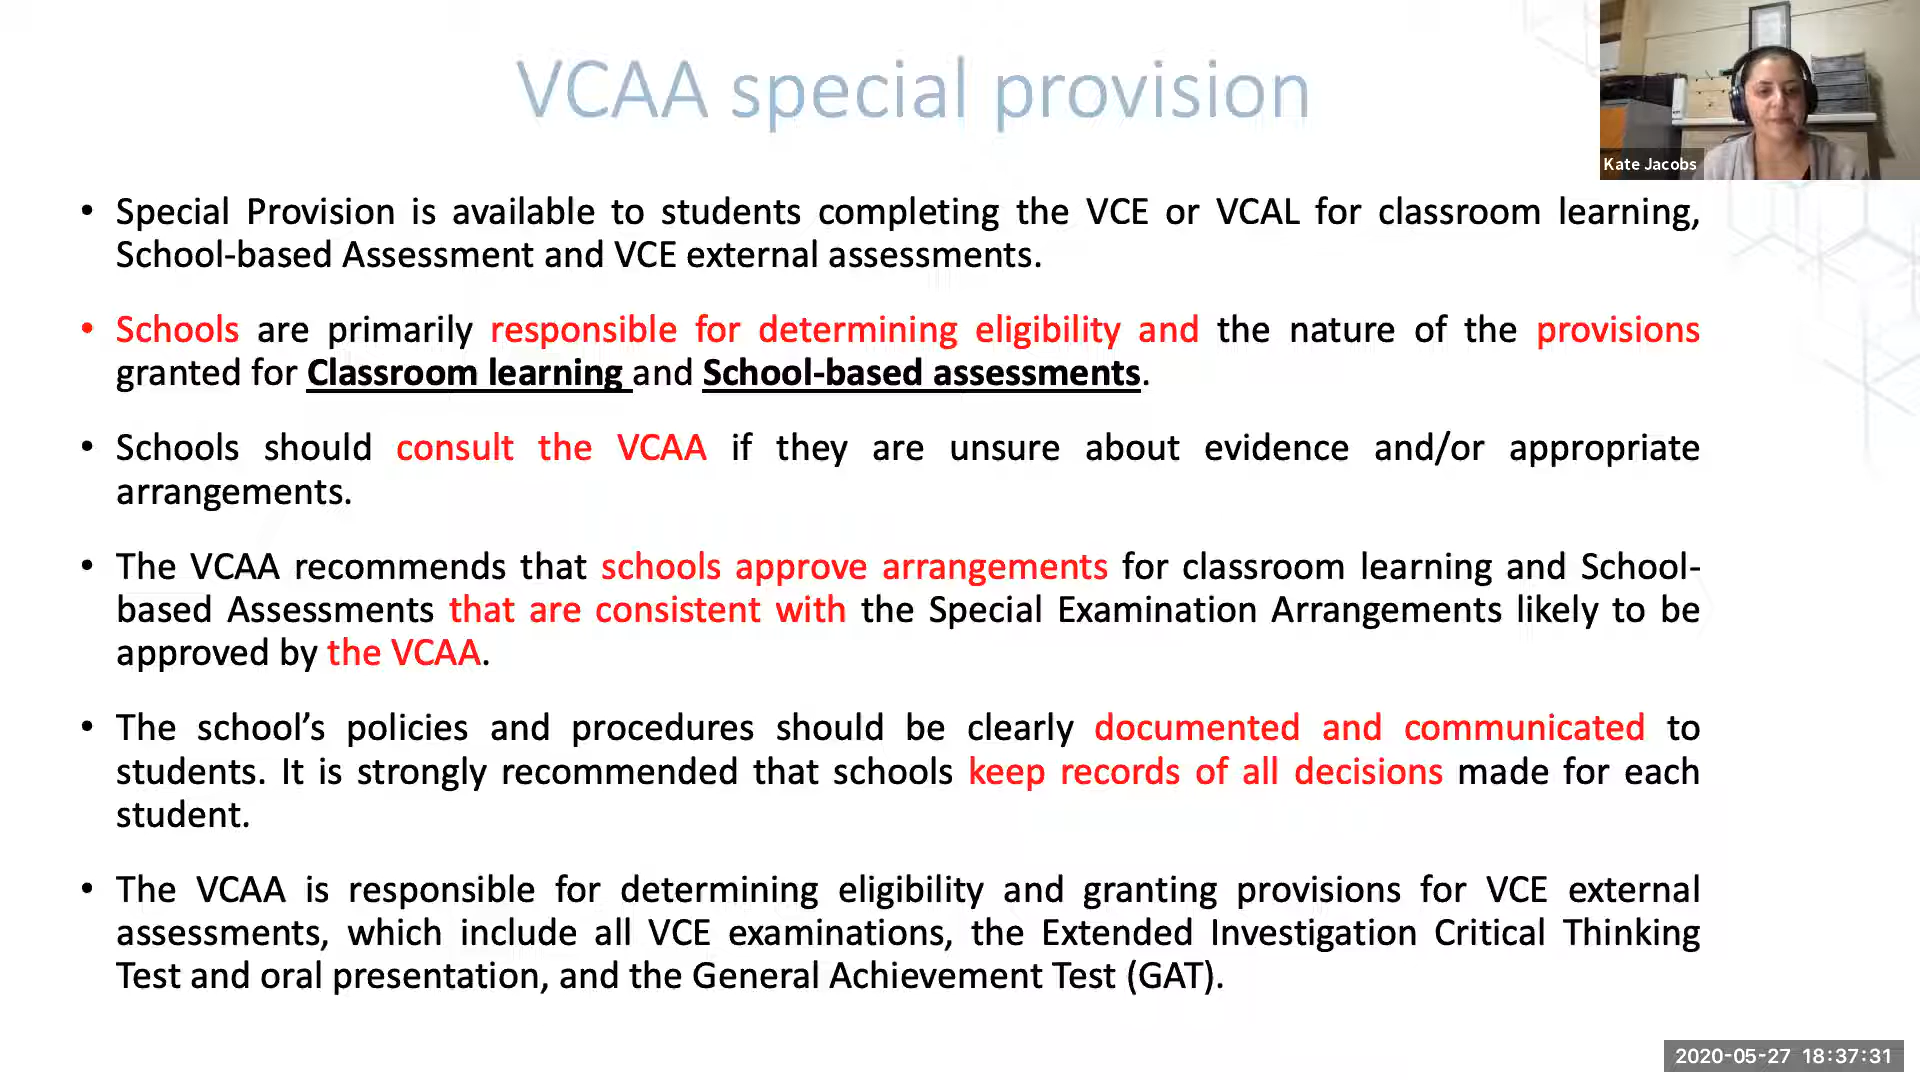 VCAA special provision
Kate Jacobs
• Special Provision is available to students completing the VCE or VCAL for classroom learning,
School-based Assessment and VCE external assessments.
• Schools are primarily responsible for determining eligibility and the nature of the provisions
granted for Classroom learning and School-based assessments.
• Schools should consult the VCAA if they are unsure about evidence and/or appropriate
arrangements.
• The VCAA recommends that schools approve arrangements for classroom learning and School-
based Assessments that are consistent with the Special Examination Arrangements likely to be
approved by the VCAA.
• The school’s policies and procedures should be clearly documented and communicated to
students. It is strongly recommended that schools keep records of all decisions made for each
student.
• The VCAA is responsible for determining eligibility and granting provisions for VCE external
assessments, which include all VCE examinations, the Extended Investigation Critical Thinking
Test and oral presentation, and the General Achievement Test (GAT).
2020-05-27 18:37:31